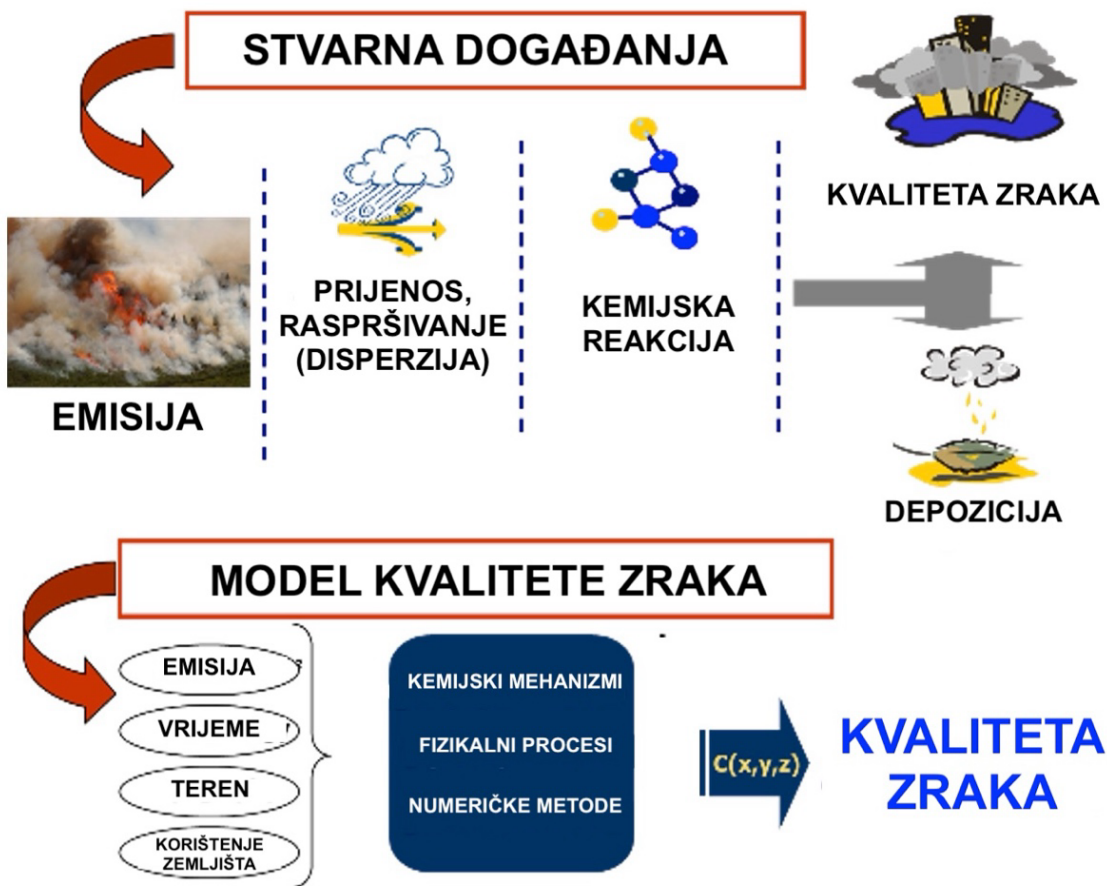 STVARNA DOGAĐANJA
KVALITETA ZRAKA
PRIJENOS,
RASPRŠIVANJE
(DISPERZIJA)
KEMIJSKA
REAKCIJA
EMISIJA
DEPOZICIJA
MODEL KVALITETE ZRAKA
EMISIJA
VRIJEME
TEREN
KORIŠTENJE
ZEMLJIŠTA
KEMIJSKI MEHANIZMI
FIZIKALNI PROCESI
NUMERIČKE METODE
C(x,y,z)
KVALITETA
ZRAKA